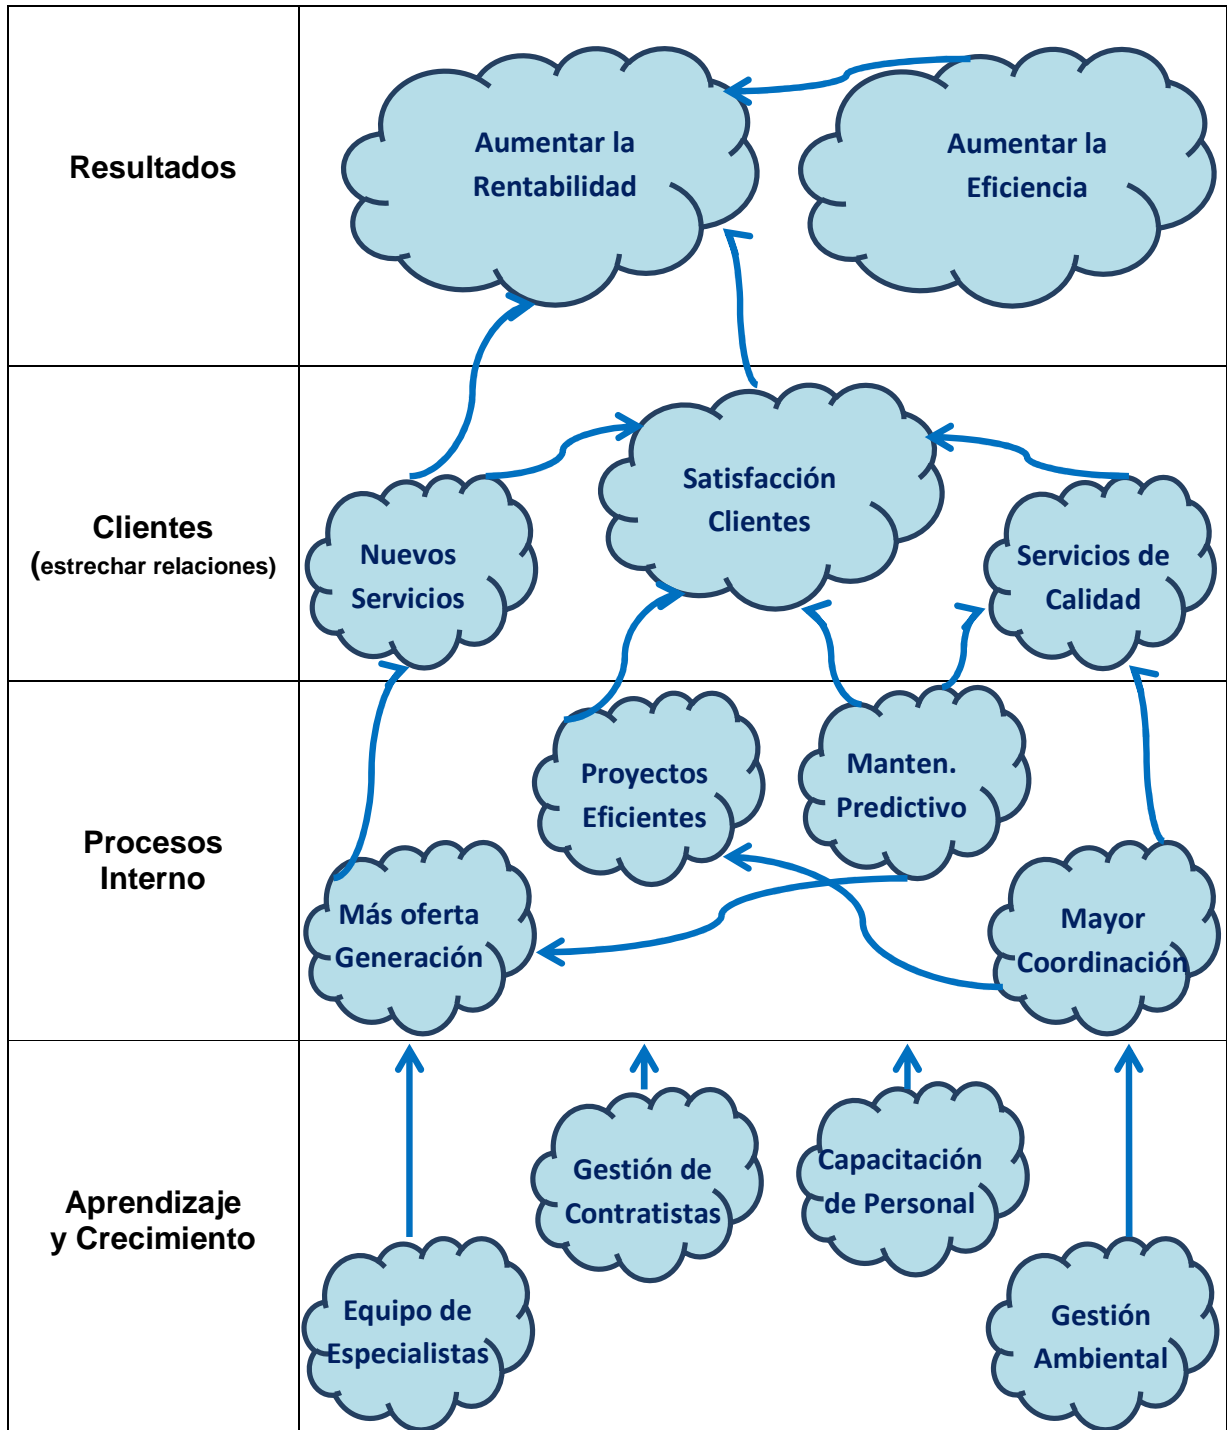 Resultados
Aumentar la
Rentabilidad
Aumentar la
Eficiencia
Clientes
(estrechar relaciones)
Nuevos
Servicios
Satisfacción
Clientes
Servicios de
Calidad
Procesos
Interno
Proyectos
Eficientes
Manten.
Predictivo
Más oferta
Generación
Mayor
Coordinación
Aprendizaje
y Crecimiento
Gestión de
Contratistas
Capacitación
de Personal
Equipo de
Especialistas
Gestión
Ambiental